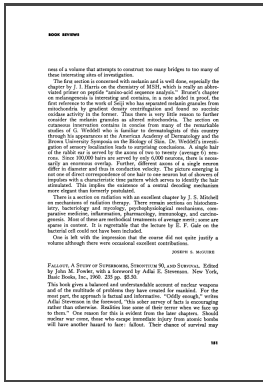 BOOK REVIEWS
ness of a volume that attempts to construct too many bridges to too many of
these interesting sites of investigation.
The first section is concerned with melanin and is well done, especially the
chapter by J. I. Harris on the chemistry of MSH, which is really an abbre-
viated primer on peptide "amino-acid sequence analysis." Brunet's chapter
on melanogenesis is interesting and contains, in a note added in proof, the
first reference to the work of Seiji who has separated melanin granules from
mitochondria by gradient density centrifugation and found no succinic
oxidase activity in the former. Thus there is very little reason to further
consider the melanin granules as altered mitochondria. The section on
cutaneous innervation contains in concise form many of the remarkable
studies of G. Weddell who is familiar to dermatologists of this country
through his appearances at the American Academy of Dermatology and the
Brown University Symposia on the Biology of Skin. Dr. Weddell's investi-
gation of sensory localization leads to surprising conclusions. A single hair
of the rabbit ear is served by the axons of two to twenty (average 6) neu-
rons. Since 100,000 hairs are served by only 6,000 neurons, there is neces-
sarily an enormous overlap. Further, different axons of a single neuron
differ in diameter and thus in conduction velocity. The picture emerging is
not one of direct correspondence of one hair to one neuron but of showers of
impulses with a characteristic time pattern which serves to identify the hair
stimulated. This implies the existence of a central decoding mechanism
more elegant than formerly postulated.
There is a section on radiation with an excellent chapter by J. S. Mitchell
on mechanisms of radiation therapy. There remain sections on histochem-
istry, bacteriology and mycology, psychophysiological mechanisms, com-
parative medicine, inflammation, pharmacology, immunology, and carcino-
genesis. Most of these are methodical treatments of average merit; some are
sparse in content. It is regrettable that the lecture by E. F. Gale on the
bacterial cell could not have been included.
One is left with the impression that the course did not quite justify a
volume although there were occasional excellent contributions.
JOSEPH S. MCGUIRE
FALLOUT, A STUDY OF SUPERBOMBS, STRONTIUM 90, AND SURVIVAL. Edited
by John M. Fowler, with a foreword by Adlai E. Stevenson. New York,
Basic Books, Inc., 1960. 235 pp. $5.50.
This book gives a balanced and understandable account of nuclear weapons
and of the multitude of problems they have created for mankind. For the
most part, the approach is factual and informative. "Oddly enough," writes
Adlai Stevenson in the foreword, "this sober survey of facts is encouraging
rather than otherwise. Realities lose some of their terror when we face up
to them." One reason for this is evident from the later chapters. Should
nuclear war come, those who escape immediate injury from atomic bombs
will have another hazard to face: fallout. Their chance of survival may